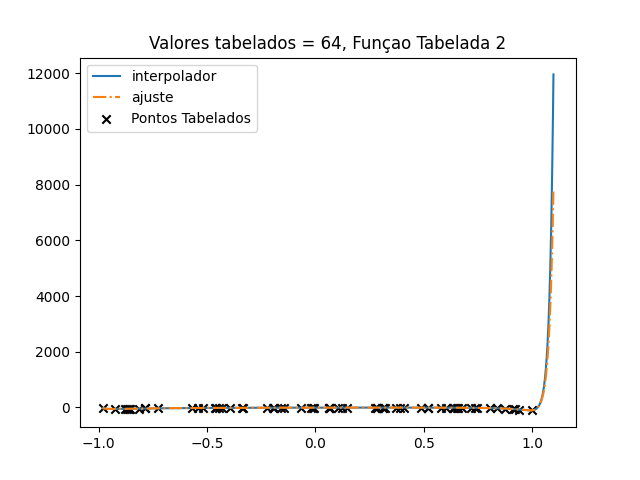 Valores tabelados = 64, Funçao Tabelada 2
interpolador
ajuste
Pontos Tabelados
12000
10000
8000
6000
4000
2000
0
−1.0 −0.5 0.0 0.5 1.0